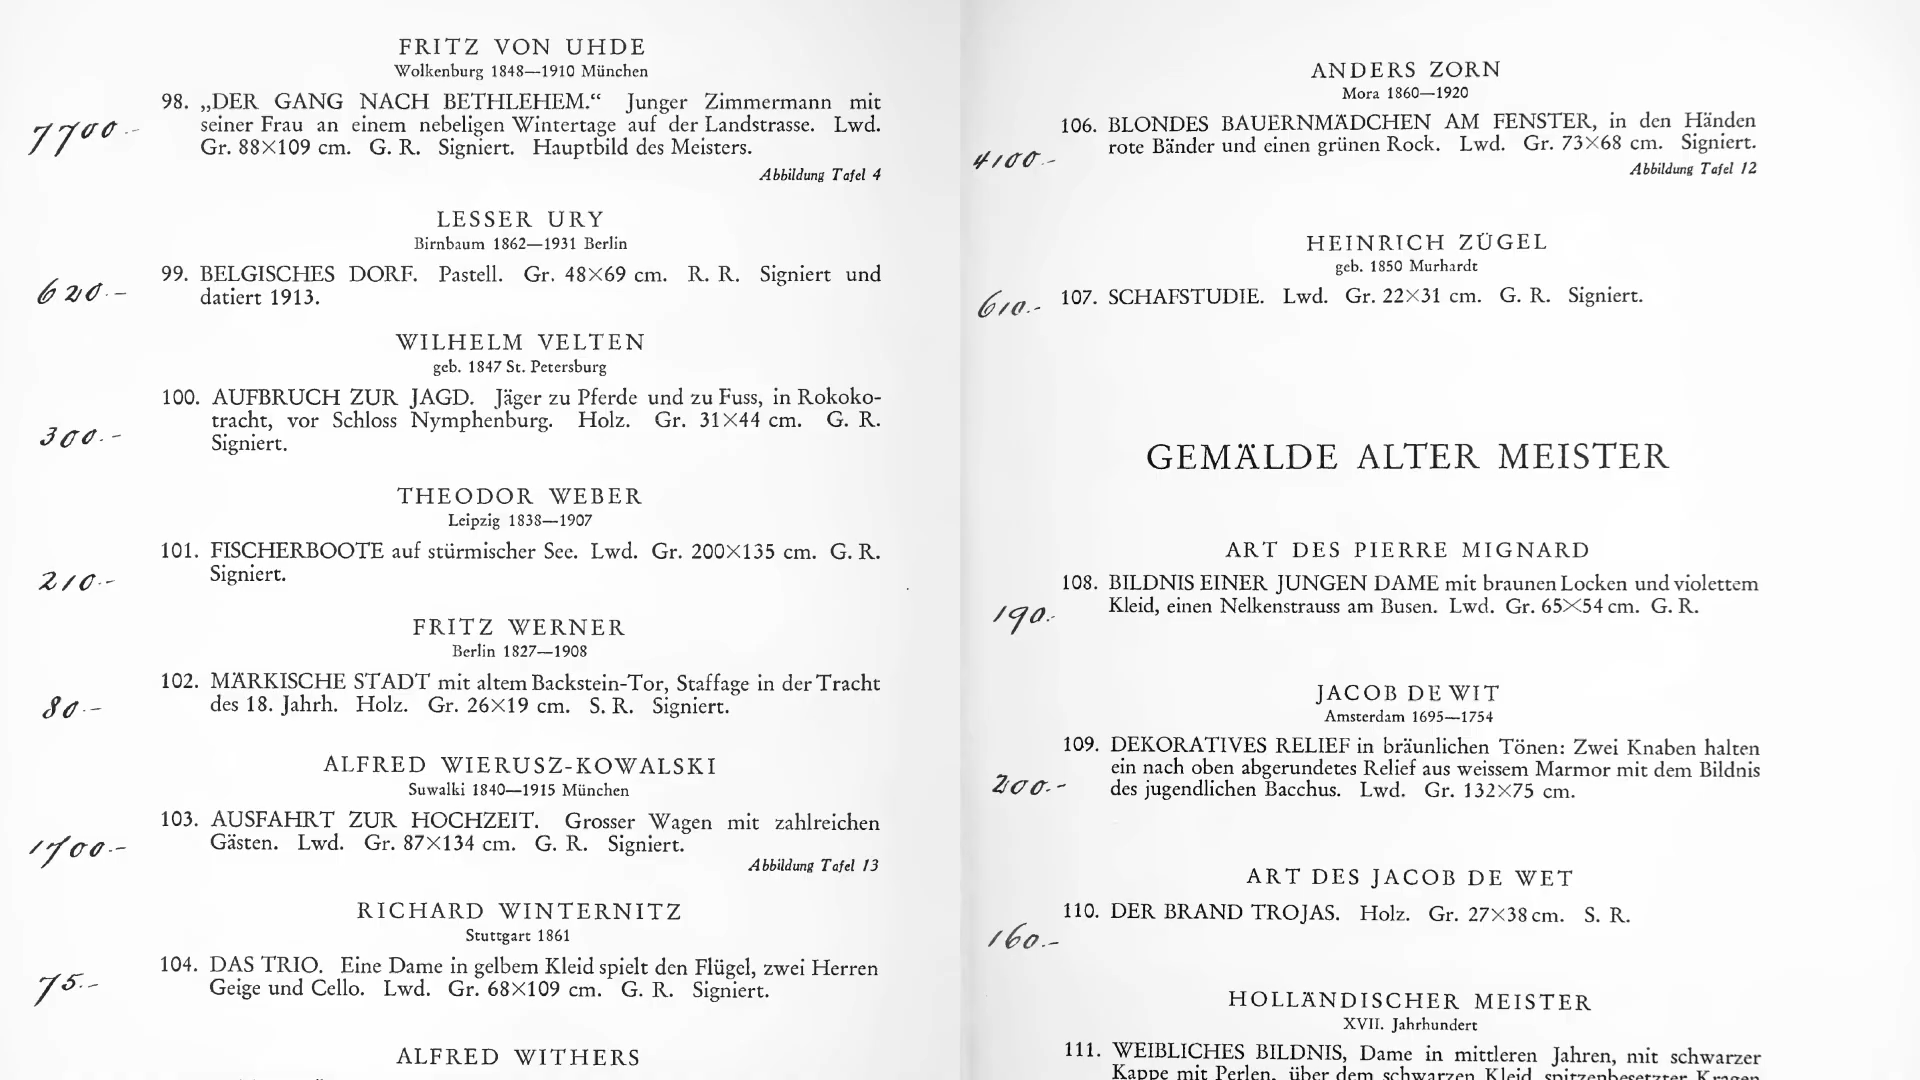 FRITZ VON UHDE
Wolkenburg 1848—1910 München
98. „DER GANG NACH BETHLEHEM.“ Junger Zimmermann mit
seiner Frau an einem nebeligen Wintertage auf der Landstrasse. Lwd.
7700.-
Gr. 88×109 cm. G. R. Signiert. Hauptbild des Meisters.
Abbildung Tafel 4
LESSER URY
Birnbaum 1862—1931 Berlin
99. BELGISCHES DORF. Pastell. Gr. 48×69 cm. R. R. Signiert und
620.-
datiert 1913.
WILHELM VELTEN
geb. 1847 St. Petersburg
100. AUFBRUCH ZUR JAGD. Jäger zu Pferde und zu Fuss, in Rokoko-
tracht, vor Schloss Nymphenburg. Holz. Gr. 31×44 cm. G. R.
300.-
Signiert.
THEODOR WEBER
Leipzig 1838—1907
101. FISCHERBOOTE auf stürmischer See. Lwd. Gr. 200×135 cm. G. R.
Signiert.
210.-
FRITZ WERNER
Berlin 1827—1908
102. MÄRKISCHE STADT mit altem Backstein-Tor, Staffage in der Tracht
des 18. Jahrh. Holz. Gr. 26×19 cm. S. R. Signiert.
80.-
ALFRED WIERUSZ-KOWALSKI
Suwalki 1840—1915 München
103. AUSFAHRT ZUR HOCHZEIT. Grosser Wagen mit zahlreichen
Gästen. Lwd. Gr. 87×134 cm. G. R. Signiert.
1700.-
Abbildung Tafel 13
RICHARD WINTERNITZ
Stuttgart 1861
104. DAS TRIO. Eine Dame in gelbem Kleid spielt den Flügel, zwei Herren
75.-
Geige und Cello. Lwd. Gr. 68×109 cm. G. R. Signiert.
ALFRED WITHERS
ANDERS ZORN
Mora 1860—1920
106. BLONDES BAUERNMÄDCHEN AM FENSTER, in den Händen
rote Bänder und einen grünen Rock. Lwd. Gr. 73×68 cm. Signiert.
4100.-
Abbildung Tafel 12
HEINRICH ZÜGEL
geb. 1850 Murhardt
107. SCHAFSTUDIE. Lwd. Gr. 22×31 cm. G. R. Signiert.
610.-
GEMÄLDE ALTER MEISTER
ART DES PIERRE MIGNARD
108. BILDNIS EINER JUNGEN DAME mit braunen Locken und violettem
Kleid, einen Nelkenstrauss am Busen. Lwd. Gr. 65×54 cm. G. R.
190.-
JACOB DE WIT
Amsterdam 1695—1754
109. DEKORATIVES RELIEF in bräunlichen Tönen: Zwei Knaben halten
ein nach oben abgerundetes Relief aus weissem Marmor mit dem Bildnis
200.-
des jugendlichen Bacchus. Lwd. Gr. 132×75 cm.
ART DES JACOB DE WET
110. DER BRAND TROJAS. Holz. Gr. 27×38 cm. S. R.
160.-
HOLLÄNDISCHER MEISTER
XVII. Jahrhundert
111. WEIBLICHES BILDNIS, Dame in mittleren Jahren, mit schwarzer
Kappe mit Perlen, über dem schwarzen Kleid spitzenbesetzter Kragen